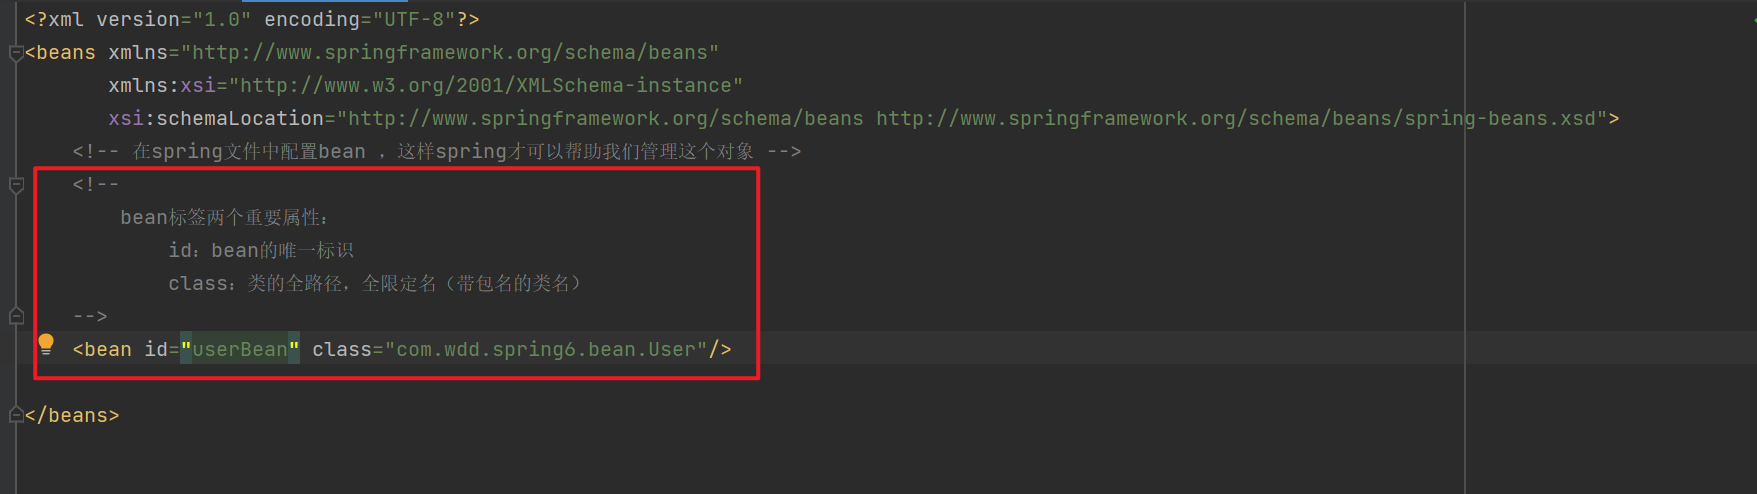 <?xml version="1.0" encoding="UTF-8"?>
<beans xmlns="http://www.springframework.org/schema/beans"
xmlns:xsi="http://www.w3.org/2001/XMLSchema-instance"
xsi:schemaLocation="http://www.springframework.org/schema/beans http://www.springframework.org/schema/beans/spring-beans.xsd">
<!-- 在spring文件中配置bean ，这样spring才可以帮助我们管理这个对象 -->
<!--
bean标签两个重要属性：
id：bean的唯一标识
class：类的全路径，全限定名（带包名的类名）
-->
<bean id="userBean" class="com.wdd.spring6.bean.User"/>
</beans>